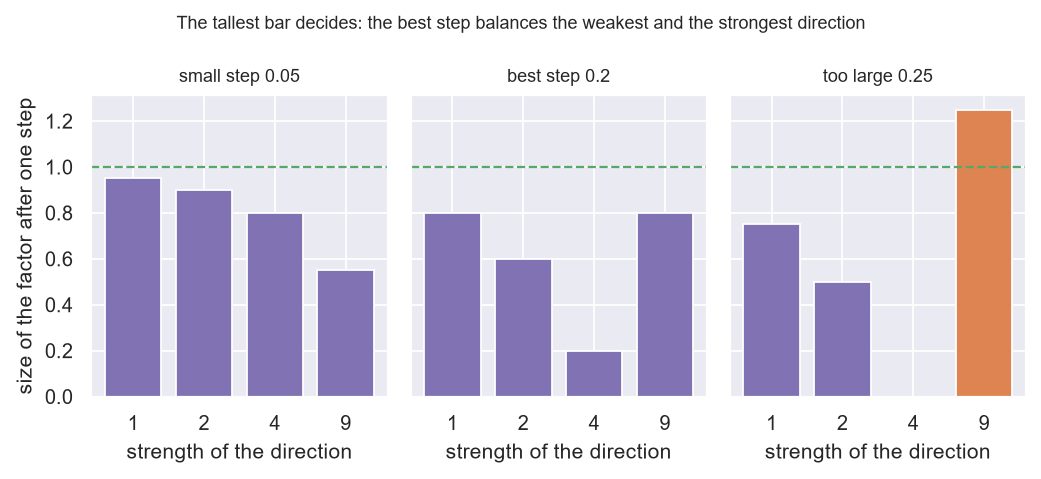 The tallest bar decides: the best step balances the weakest and the strongest direction
small step 0.05
best step 0.2
too large 0.25
size of the factor after one step
1.2
1.0
0.8
0.6
0.4
0.2
0.0
1 2 4 9
1 2 4 9
1 2 4 9
strength of the direction
strength of the direction
strength of the direction